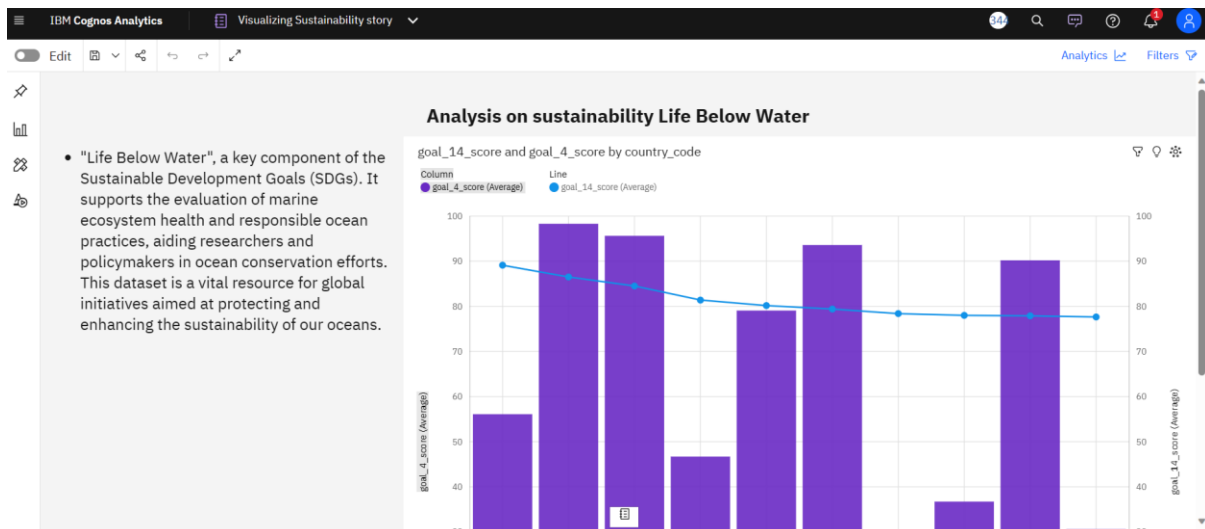 IBM Cognos Analytics
Visualizing Sustainability story
344
1
Edit
Analytics
Filters
Analysis on sustainability Life Below Water
• "Life Below Water", a key component of the
Sustainable Development Goals (SDGs). It
supports the evaluation of marine
ecosystem health and responsible ocean
practices, aiding researchers and
policymakers in ocean conservation efforts.
This dataset is a vital resource for global
initiatives aimed at protecting and
enhancing the sustainability of our oceans.
goal_14_score and goal_4_score by country_code
Column
Line
goal_4_score (Average)
goal_14_score (Average)
100
90
80
70
60
50
40
goal_4_score (Average)
100
90
80
70
60
50
40
goal_14_score (Average)